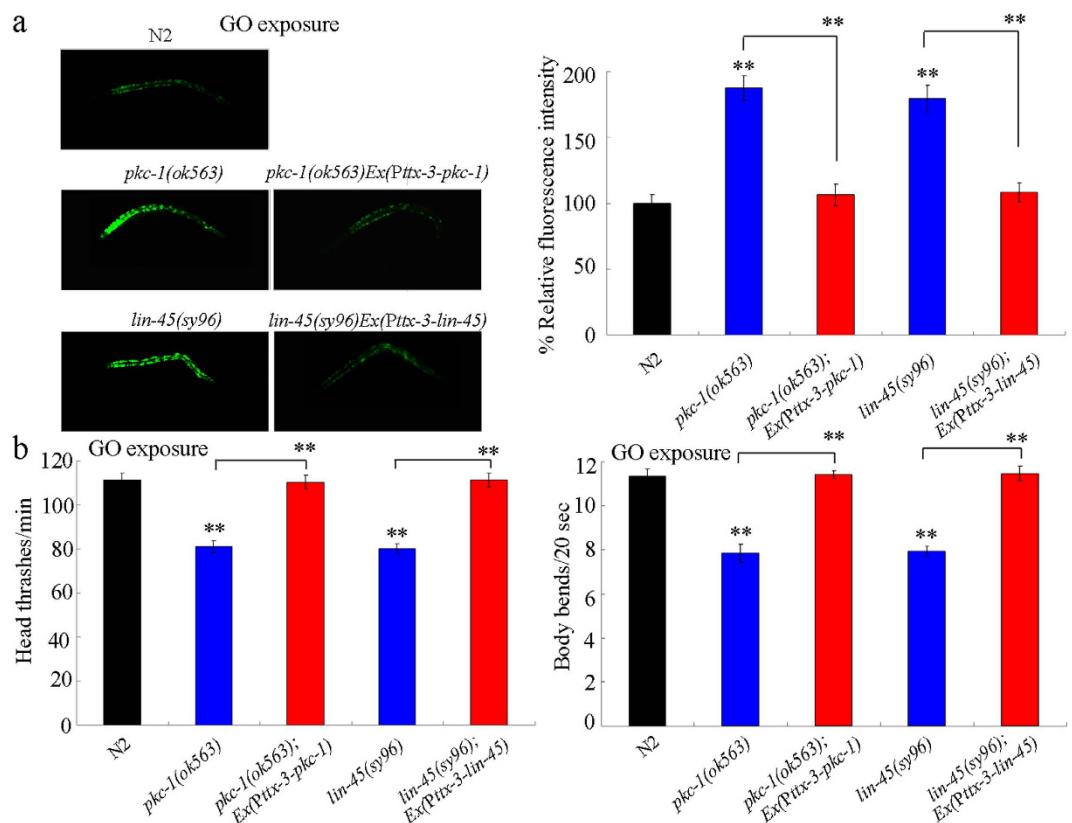 a
GO exposure
N2
pkc-1(ok563)
pkc-1(ok563)Ex(Pttx-3-pkc-1)
lin-45(sy96)
lin-45(sy96)Ex(Pttx-3-lin-45)
% Relative fluorescence intensity
200
150
100
50
0
**
**
**
**
N2
pkc-1(ok563)
pkc-1(ok563);
Ex(Pttx-3-pkc-1)
lin-45(sy96)
lin-45(sy96);
Ex(Pttx-3-lin-45)
b
GO exposure
Head thrashes/min
120
100
80
60
40
20
0
**
**
**
**
N2
pkc-1(ok563)
pkc-1(ok563);
Ex(Pttx-3-pkc-1)
lin-45(sy96)
lin-45(sy96);
Ex(Pttx-3-lin-45)
GO exposure
Body bends/20 sec
12
10
8
6
4
2
0
**
**
**
**
N2
pkc-1(ok563)
pkc-1(ok563);
Ex(Pttx-3-pkc-1)
lin-45(sy96)
lin-45(sy96);
Ex(Pttx-3-lin-45)